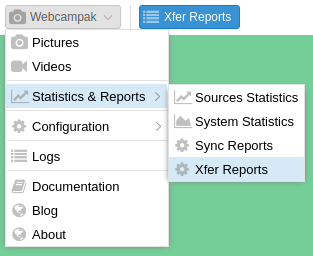 Webcampak
Xfer Reports
Pictures
Videos
Statistics & Reports
Configuration
Logs
Documentation
Blog
About
Sources Statistics
System Statistics
Sync Reports
Xfer Reports